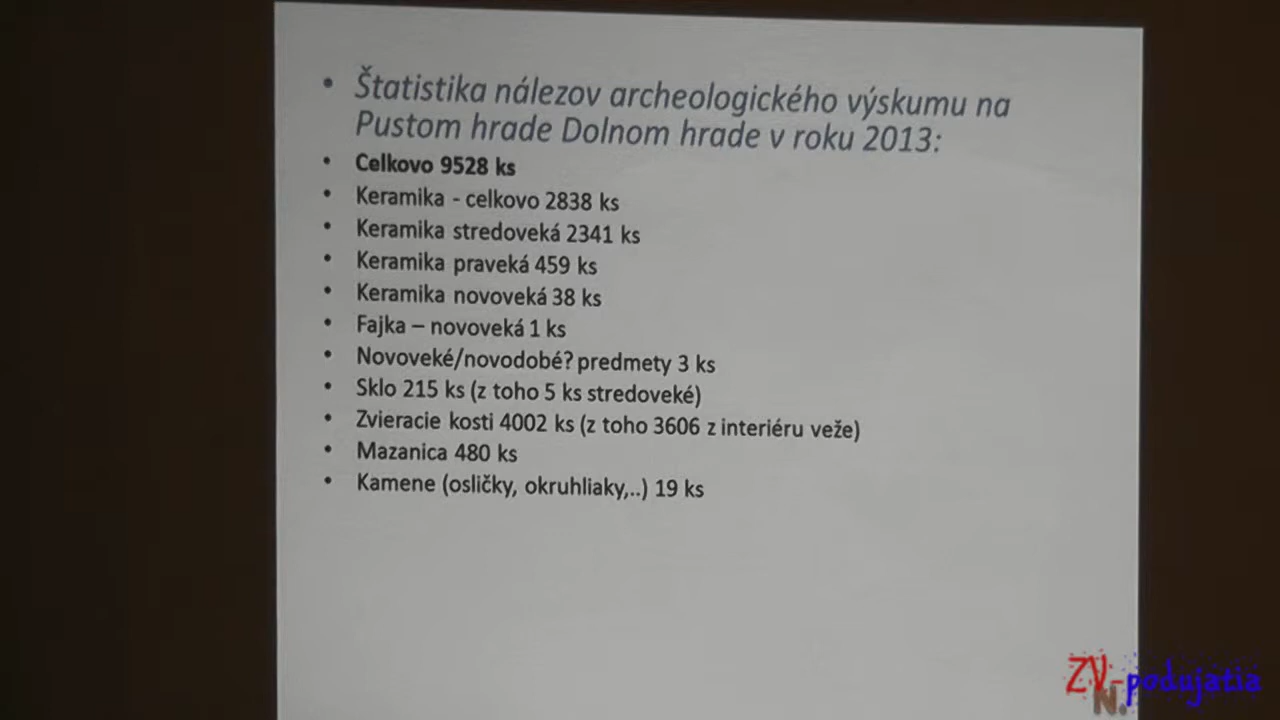 • Štatistika nálezov archeologického výskumu na
Pustom hrade Dolnom hrade v roku 2013:
• Celkovo 9528 ks
• Keramika - celkovo 2838 ks
• Keramika stredoveká 2341 ks
• Keramika praveká 459 ks
• Keramika novoveká 38 ks
• Fajka – novoveká 1 ks
• Novoveké/novodobé? predmety 3 ks
• Sklo 215 ks (z toho 5 ks stredoveké)
• Zvieracie kosti 4002 ks (z toho 3606 z interiéru veže)
• Mazanica 480 ks
• Kamene (osličky, okruhliaky,..) 19 ks
ZV-podujatia
N.